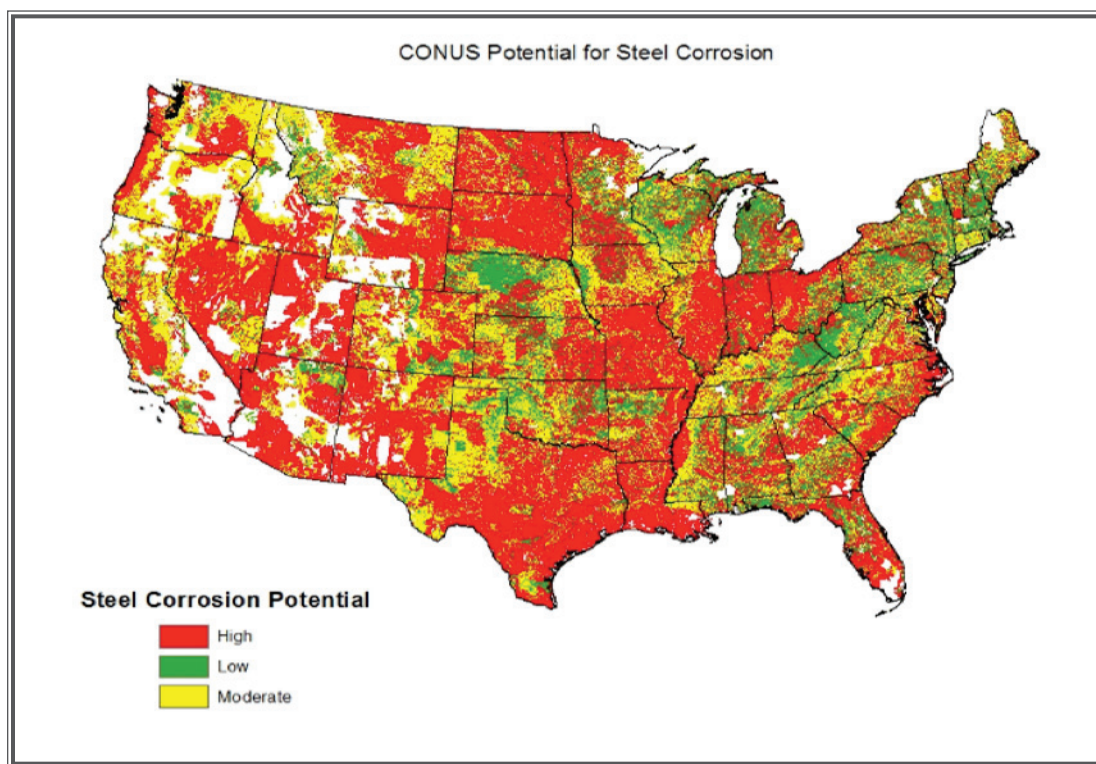 CONUS Potential for Steel Corrosion
Steel Corrosion Potential
High
Low
Moderate